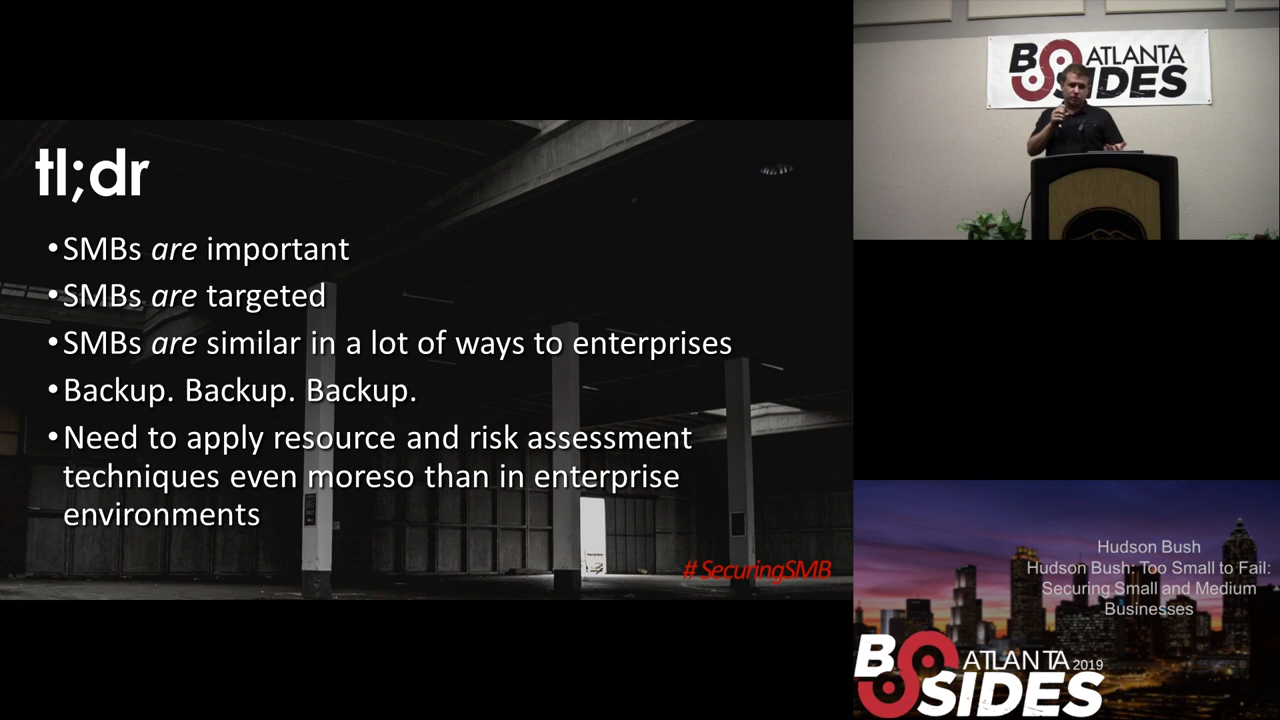 tl;dr
•SMBs are important
•SMBs are targeted
•SMBs are similar in a lot of ways to enterprises
•Backup. Backup. Backup.
•Need to apply resource and risk assessment
techniques even moreso than in enterprise
environments
#SecuringSMB
BSIDES ATLANTA
Hudson Bush
Hudson Bush: Too Small to Fail:
Securing Small and Medium
Businesses
BSIDES ATLANTA 2019